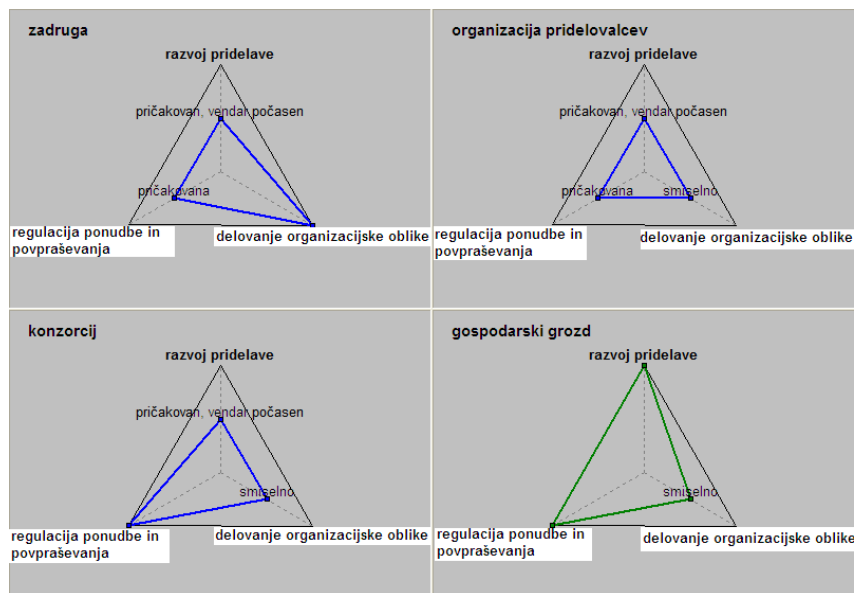 zadruga
razvoj pridelave
pričakovan, vendar počasen
pričakovana
regulacija ponudbe in
povpraševanja
delovanje organizacijske oblike
organizacija pridelovalcev
razvoj pridelave
pričakovan, vendar počasen
pričakovana
smiselno
regulacija ponudbe in
povpraševanja
delovanje organizacijske oblike
konzorcij
razvoj pridelave
pričakovan, vendar počasen
smiselno
regulacija ponudbe in
povpraševanja
delovanje organizacijske oblike
gospodarski grozd
razvoj pridelave
smiselno
regulacija ponudbe in
povpraševanja
delovanje organizacijske oblike